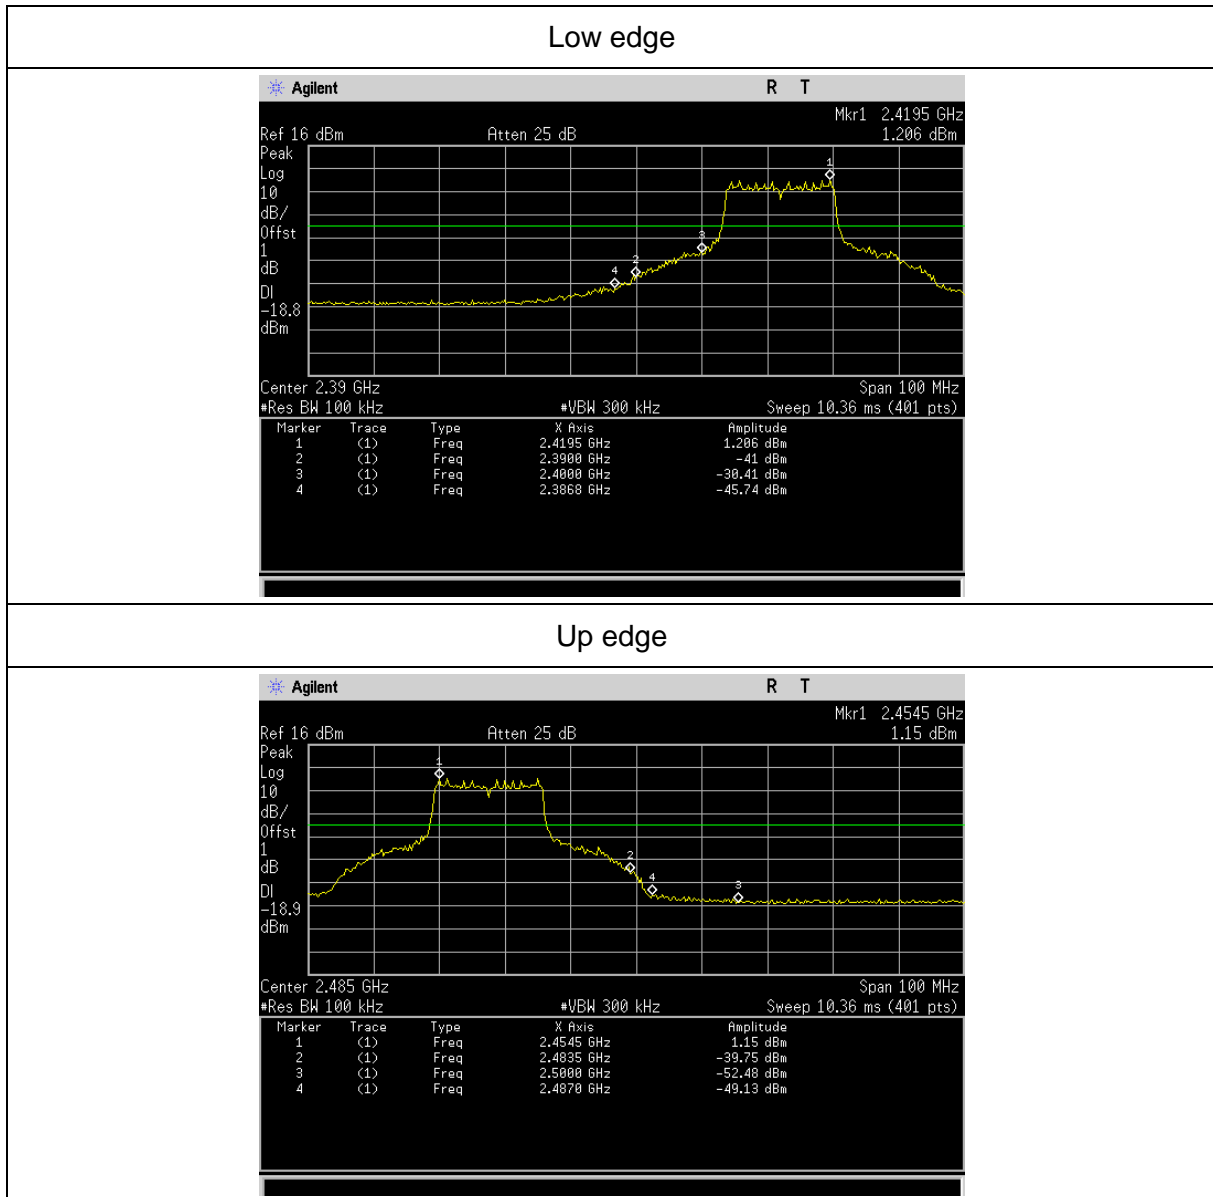 Low edge
Agilent R T
Mkr1 2.4195 GHz
Ref 16 dBm Atten 25 dB 1.206 dBm
Peak
Log
10
dB/
Offst
1
dB
DI
-18.8
dBm
1
3
2
4
Center 2.39 GHz Span 100 MHz
#Res BW 100 kHz #VBW 300 kHz Sweep 10.36 ms (401 pts)
Marker Trace Type X Axis Amplitude
1 (1) Freq 2.4195 GHz 1.206 dBm
2 (1) Freq 2.3900 GHz -41 dBm
3 (1) Freq 2.4000 GHz -30.41 dBm
4 (1) Freq 2.3868 GHz -45.74 dBm
Up edge
Agilent R T
Mkr1 2.4545 GHz
Ref 16 dBm Atten 25 dB 1.15 dBm
Peak
Log
10
dB/
Offst
1
dB
DI
-18.9
dBm
1
2
4
3
Center 2.485 GHz Span 100 MHz
#Res BW 100 kHz #VBW 300 kHz Sweep 10.36 ms (401 pts)
Marker Trace Type X Axis Amplitude
1 (1) Freq 2.4545 GHz 1.15 dBm
2 (1) Freq 2.4835 GHz -39.75 dBm
3 (1) Freq 2.5000 GHz -52.48 dBm
4 (1) Freq 2.4870 GHz -49.13 dBm